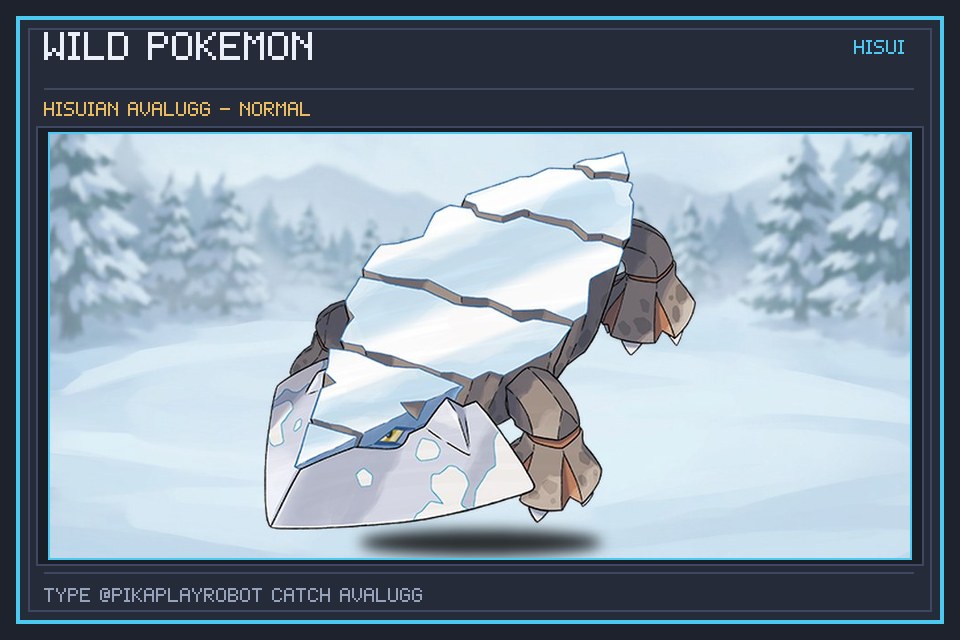 WILD POKEMON
HISUI
HISUIAN AVALUGG - NORMAL
TYPE @PIKAPLAYROBOT CATCH AVALUGG